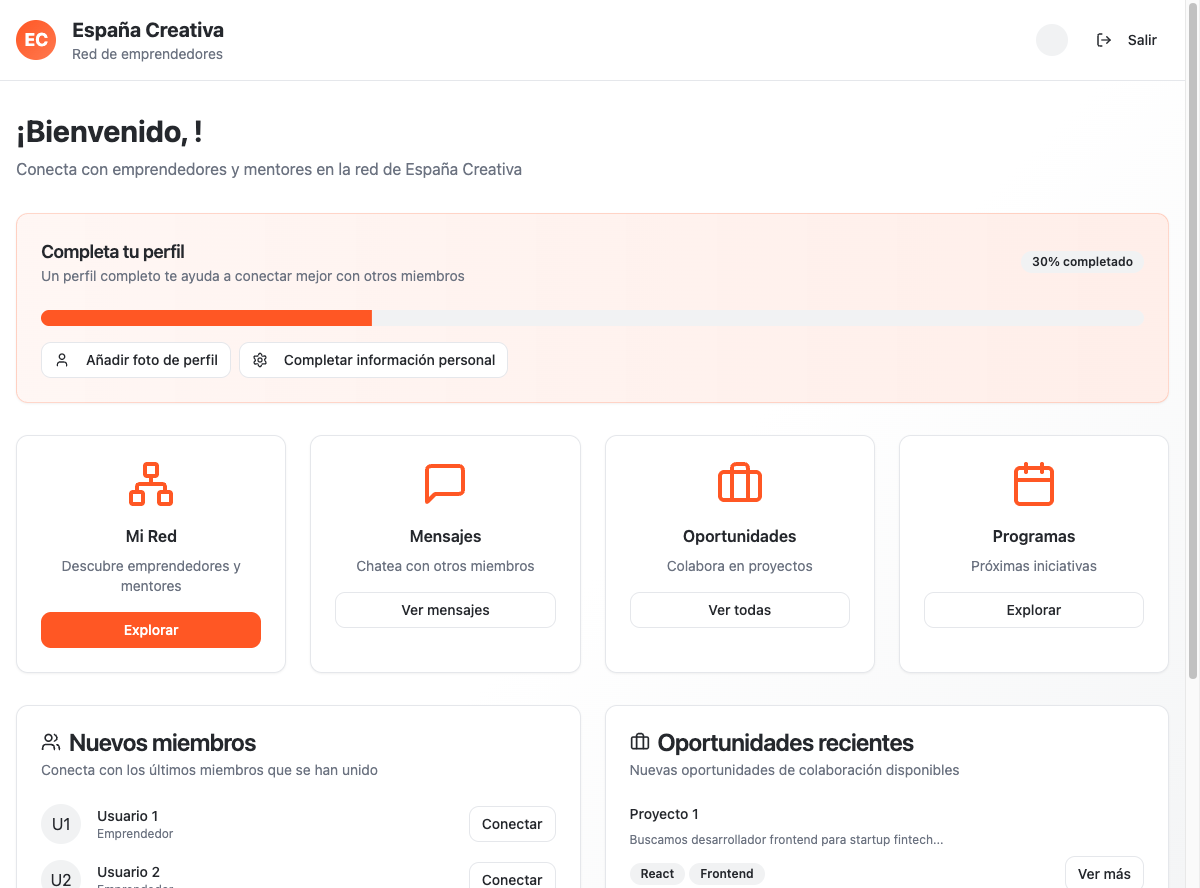 EC
España Creativa
Red de emprendedores
Salir
¡Bienvenido, !
Conecta con emprendedores y mentores en la red de España Creativa
Completa tu perfil
Un perfil completo te ayuda a conectar mejor con otros miembros
30% completado
Añadir foto de perfil
Completar información personal
Mi Red
Descubre emprendedores y
mentores
Explorar
Mensajes
Chatea con otros miembros
Ver mensajes
Oportunidades
Colabora en proyectos
Ver todas
Programas
Próximas iniciativas
Explorar
Nuevos miembros
Conecta con los últimos miembros que se han unido
U1
Usuario 1
Emprendedor
Conectar
U2
Usuario 2
Emprendedor
Conectar
Oportunidades recientes
Nuevas oportunidades de colaboración disponibles
Proyecto 1
Buscamos desarrollador frontend para startup fintech...
React
Frontend
Ver más